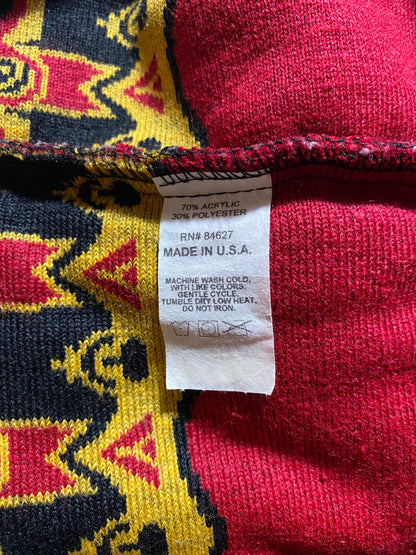 70% ACRYLIC
30% POLYESTER
RN# 84627
MADE IN U.S.A.
MACHINE WASH COLD,
WITH LIKE COLORS,
GENTLE CYCLE,
TUMBLE DRY LOW HEAT,
DO NOT IRON.